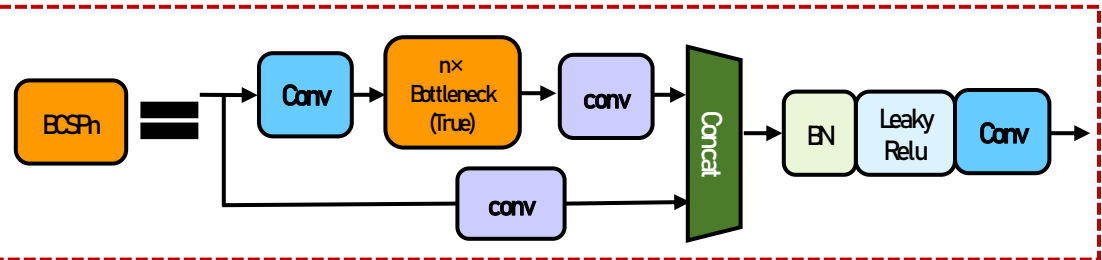 BCSPn
Conv
n×
Bottleneck
(True)
conv
conv
Concat
BN
Leaky
Relu
Conv